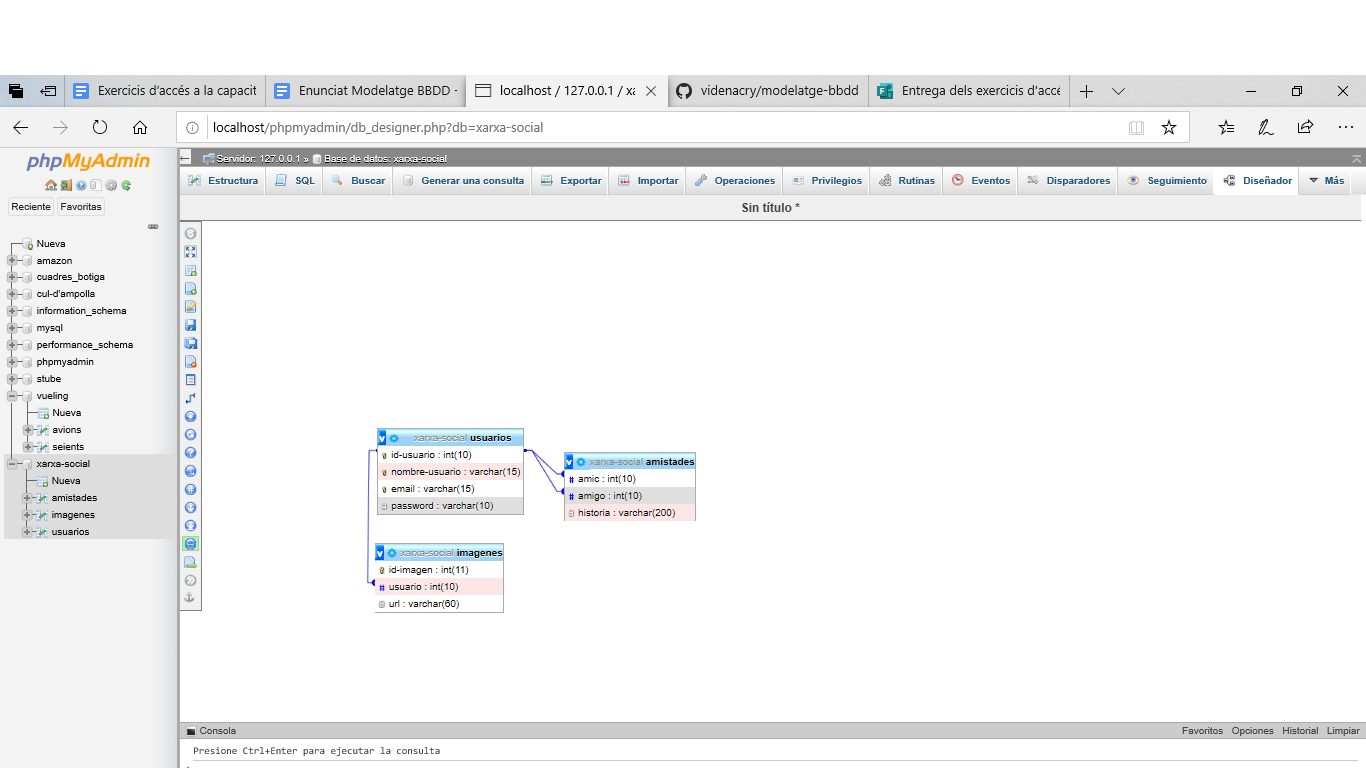 Exercicis d'accés a la capacit
Enunciat Modelatge BBDD -
localhost / 127.0.0.1 / xa
videnacry/modelatge-bbdd
Entrega dels exercicis d'accé
localhost/phpmyadmin/db_designer.php?db=xarxa-social
phpMyAdmin
Reciente
Favoritas
Nueva
amazon
cuadres_botiga
cul-d'ampolla
information_schema
mysql
performance_schema
phpmyadmin
stube
vueling
Nueva
avions
seients
xarxa-social
Nueva
amistades
imagenes
usuarios
Servidor: 127.0.0.1 » Base de datos: xarxa-social
Estructura
SQL
Buscar
Generar una consulta
Exportar
Importar
Operaciones
Privilegios
Rutinas
Eventos
Disparadores
Seguimiento
Diseñador
Más
Sin título *
xarxa-social usuarios
id-usuario : int(10)
nombre-usuario : varchar(15)
email : varchar(15)
password : varchar(10)
xarxa-social amistades
amic : int(10)
amigo : int(10)
historia : varchar(200)
xarxa-social imagenes
id-imagen : int(11)
usuario : int(10)
url : varchar(60)
Consola
Favoritos
Opciones
Historial
Limpiar
Presione Ctrl+Enter para ejecutar la consulta